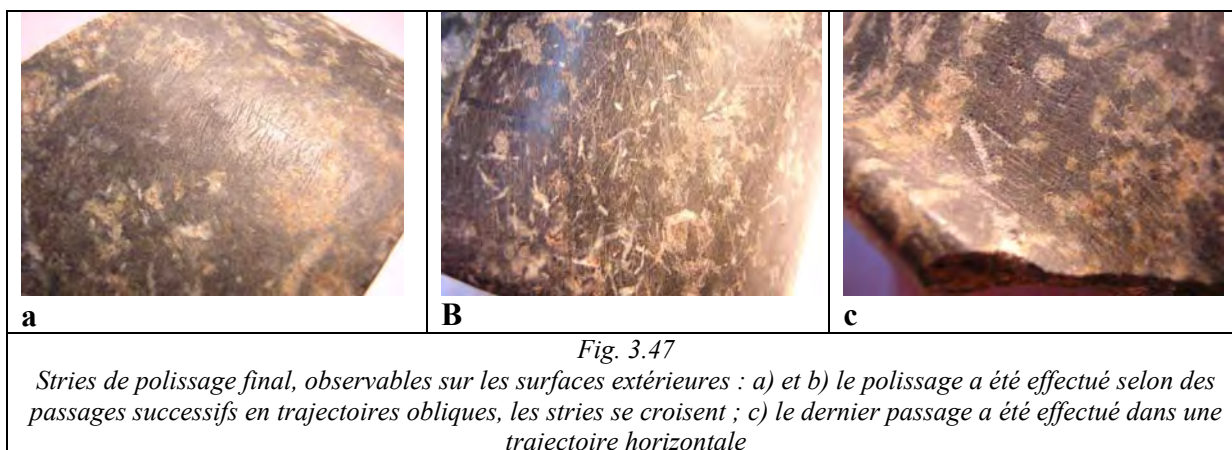 a
B
c
Fig. 3.47
Stries de polissage final, observables sur les surfaces extérieures : a) et b) le polissage a été effectué selon des
passages successifs en trajectoires obliques, les stries se croisent ; c) le dernier passage a été effectué dans une
trajectoire horizontale